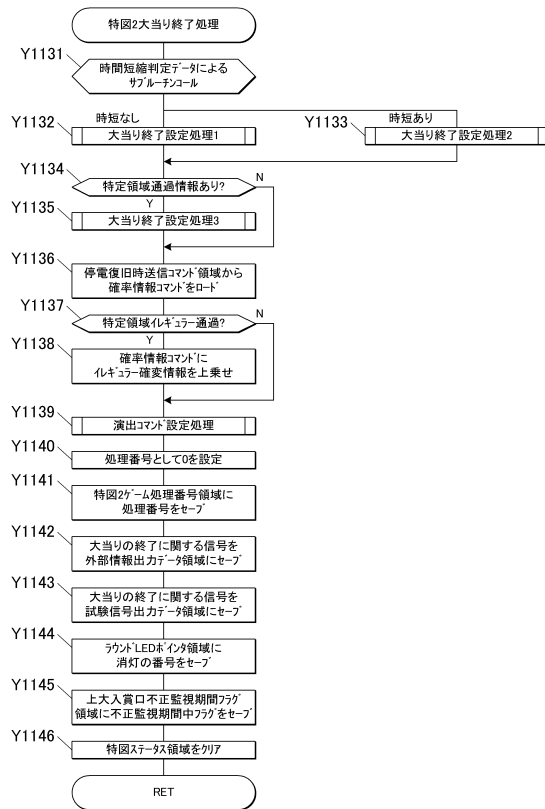 特図2大当り終了処理
Y1131
時間短縮判定データによる
サブルーチンコール
時短なし
時短あり
Y1132
大当り終了設定処理1
Y1133
大当り終了設定処理2
Y1134
特定領域通過情報あり?
N
Y
Y1135
大当り終了設定処理3
Y1136
停電復旧時送信コマンド領域から
確率情報コマンドをロード
Y1137
特定領域イレギュラー通過?
N
Y
Y1138
確率情報コマンドに
イレギュラー確変情報を上乗せ
Y1139
演出コマンド設定処理
Y1140
処理番号として0を設定
Y1141
特図2ゲーム処理番号領域に
処理番号をセーブ
Y1142
大当りの終了に関する信号を
外部情報出力データ領域にセーブ
Y1143
大当りの終了に関する信号を
試験信号出力データ領域にセーブ
Y1144
ラウンドLEDポインタ領域に
消灯の番号をセーブ
Y1145
上大入賞口不正監視期間フラグ
領域に不正監視期間中フラグをセーブ
Y1146
特図ステータス領域をクリア
RET